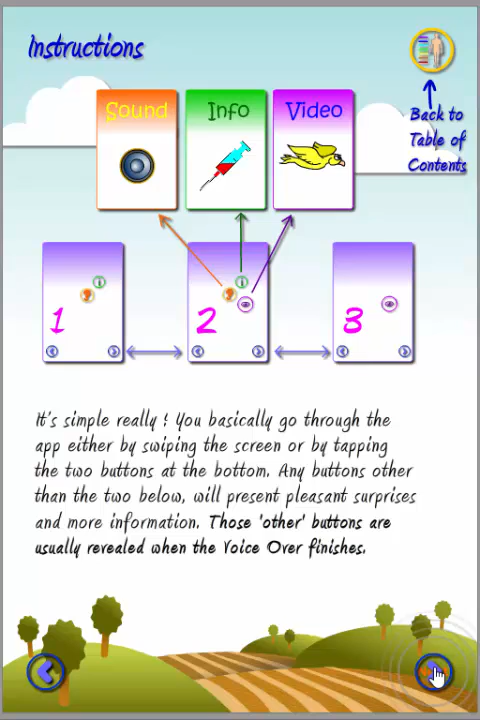 Instructions
Back to
Table of
Contents
Sound
Info
Video
1
2
3
It's simple really ! You basically go through the
app either by swiping the screen or by tapping
the two buttons at the bottom. Any buttons other
than the two below, will present pleasant surprises
and more information. Those 'other' buttons are
usually revealed when the Voice Over finishes.